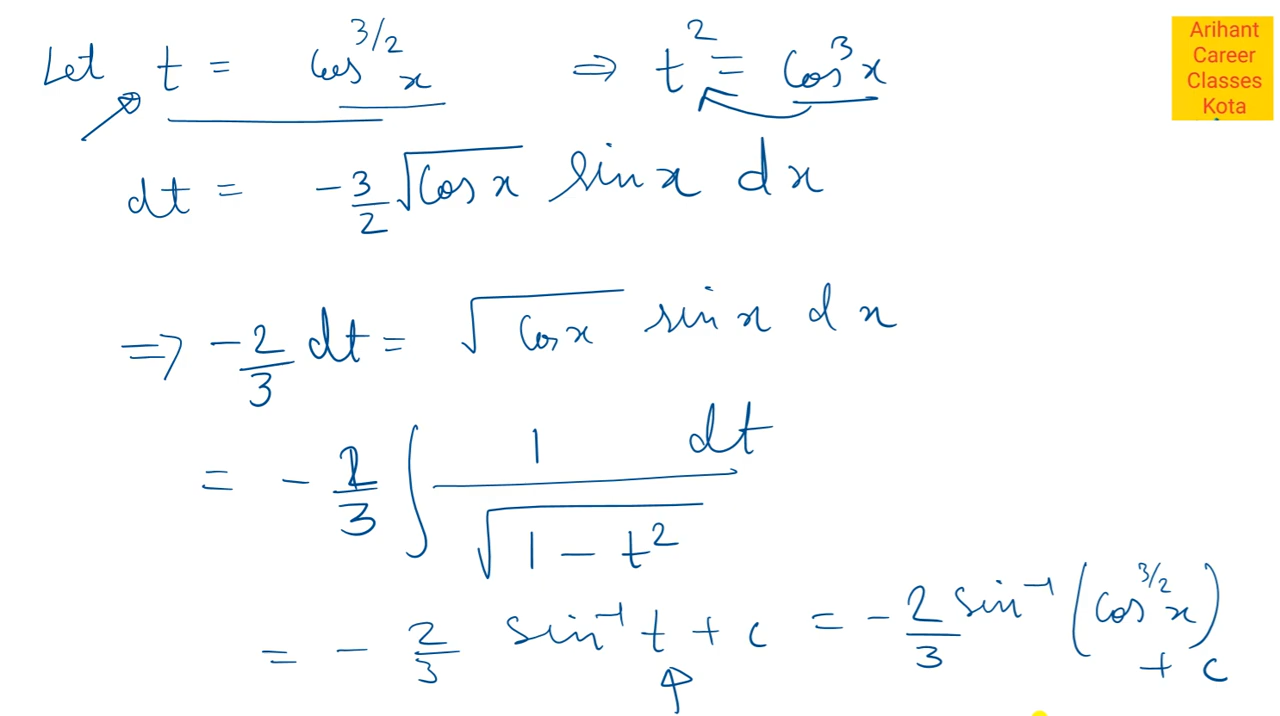 Let t = cos^3/2 x ⇒ t^2 = Cos^3 x
Arihant
Career
Classes
Kota
dt = -3/2 √Cos x sin x dx
⇒ -2/3 dt = √Cos x sin x dx
= -2/3 ∫ 1 dt / √1 - t^2
= -2/3 sin^-1 t + c = -2/3 sin^-1 (Cos^3/2 x) + c